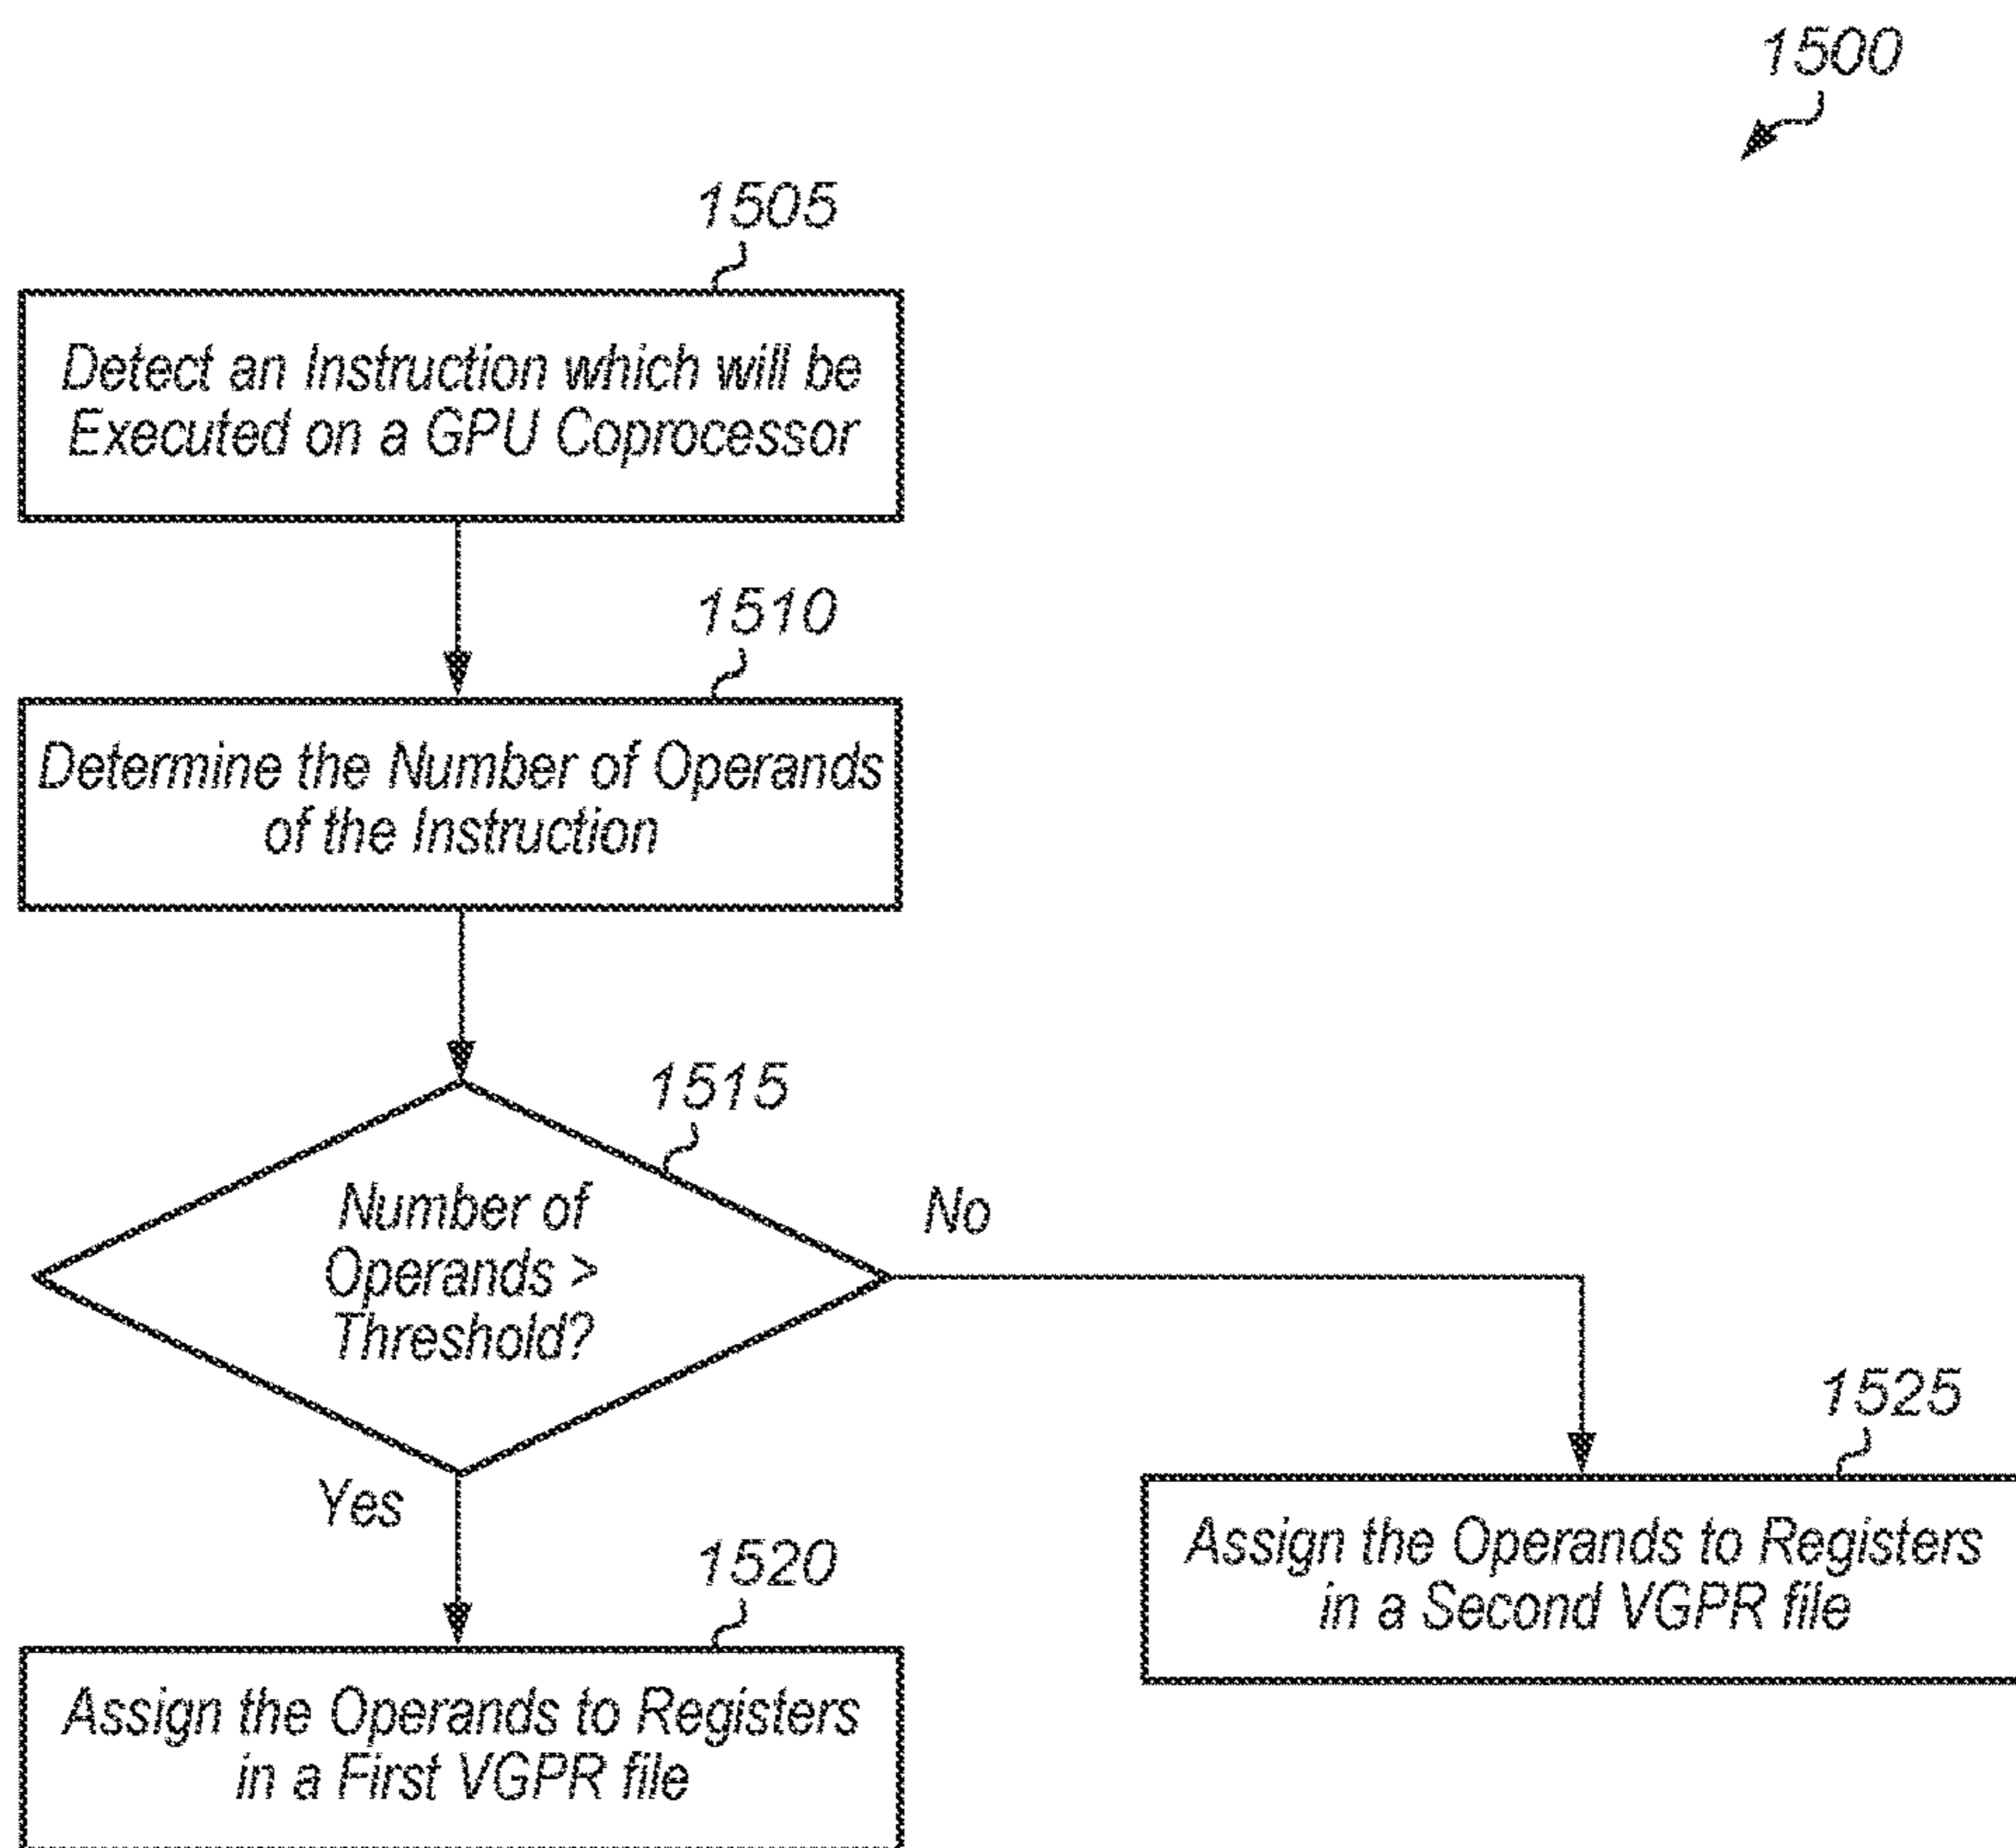 1500
1505
Detect an Instruction which will be
Executed on a GPU Coprocessor
1510
Determine the Number of Operands
of the Instruction
1515
Number of
Operands >
Threshold?
No
Yes
1520
Assign the Operands to Registers
in a First VGPR file
1525
Assign the Operands to Registers
in a Second VGPR file